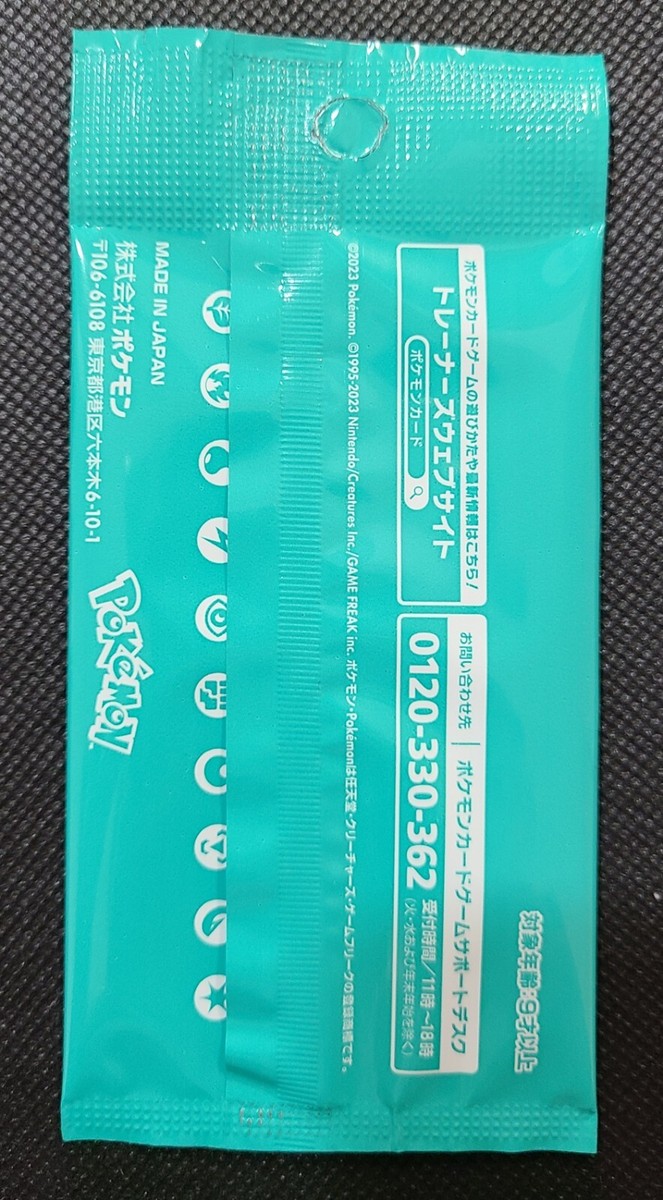 対象年齢:9才以上
ポケモンカードゲームの遊びかたや最新情報はこちら!
トレーナーズウェブサイト
ポケモンカード
お問い合わせ先 ポケモンカードゲームサポートデスク
0120-330-362 受付時間/11時~18時
(火・水および年末年始を除く)
©2023 Pokémon. ©1995-2023 Nintendo/Creatures Inc./GAME FREAK inc. ポケモン・Pokémonは任天堂・クリーチャーズ・ゲームフリークの登録商標です。
MADE IN JAPAN
株式会社 ポケモン
〒106-6108 東京都港区六本木6-10-1
POKéMON